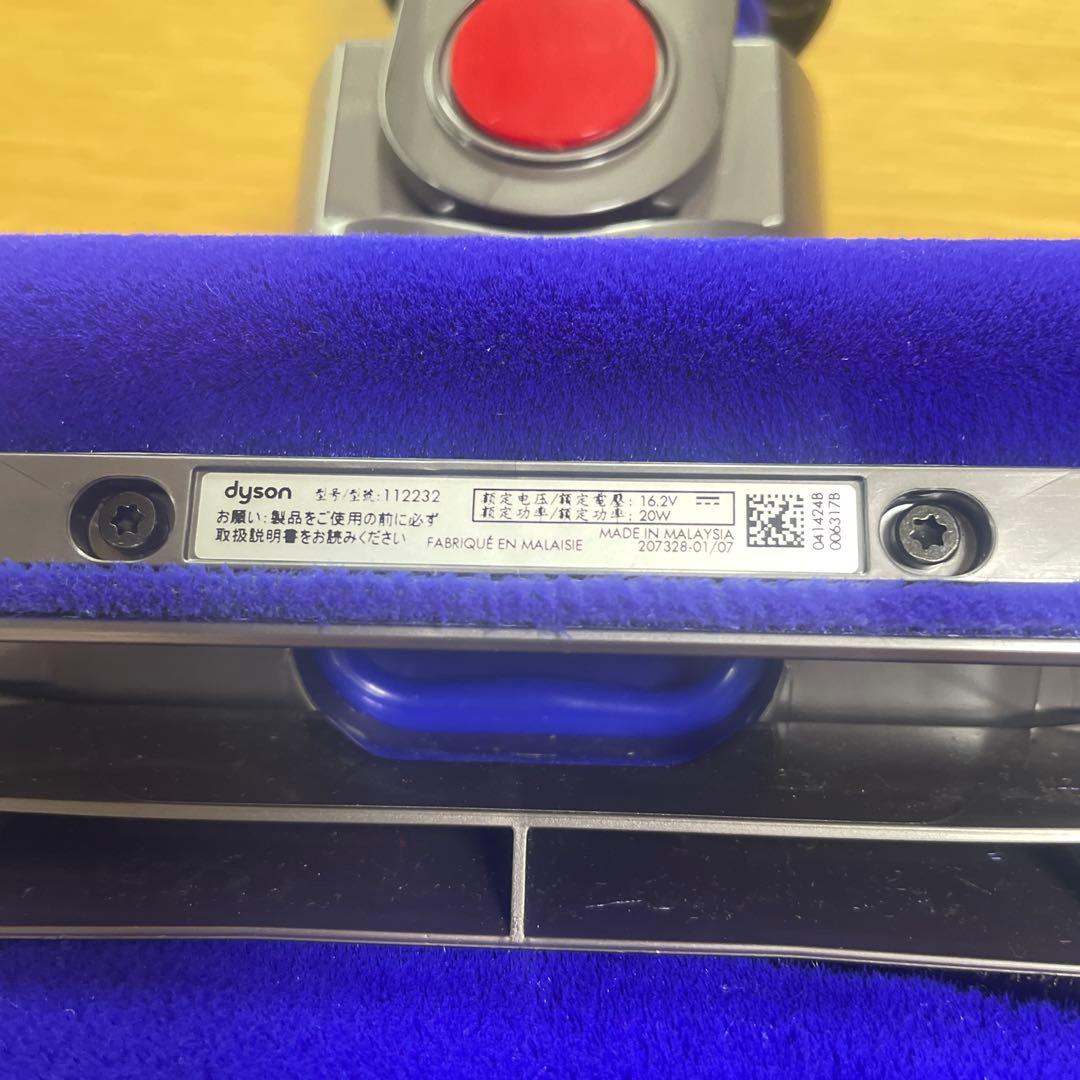 dyson 型号/型號:112232
お願い:製品をご使用の前に必ず
取扱説明書をお読みください
FABRIQUÉ EN MALAISIE
额定电压/額定電壓:16.2V
额定功率/額定功率:20W
MADE IN MALAYSIA
207328-01/07
041424B
006317B